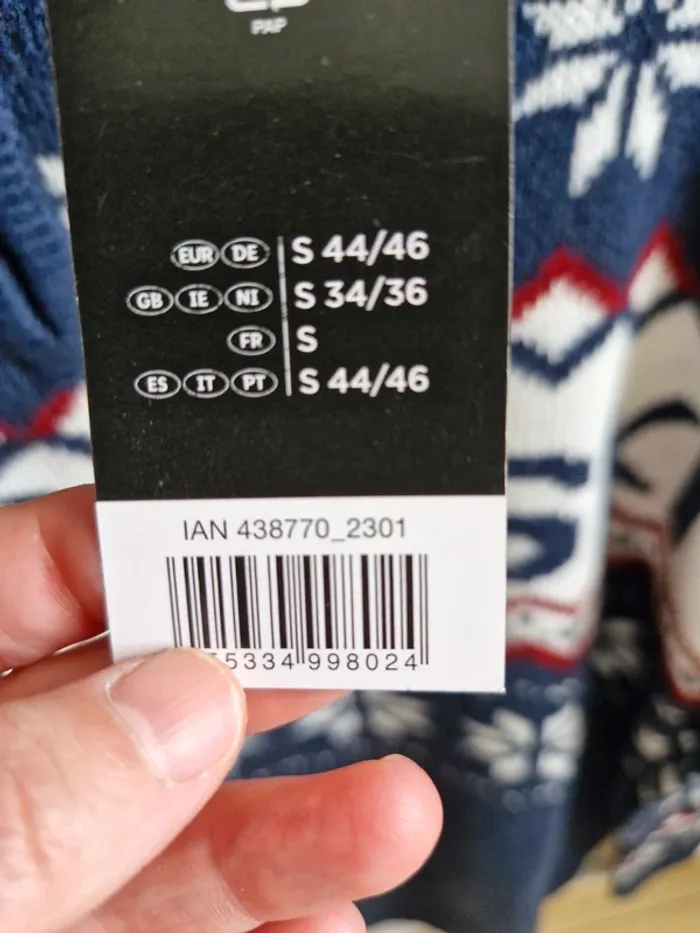 PAP
EUR DE S 44/46
GB IE NI S 34/36
FR S
ES IT PT S 44/46
IAN 438770_2301
5334 998024